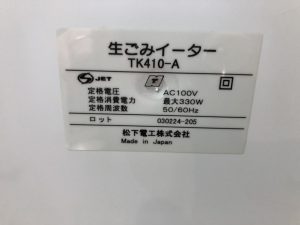 生ごみイーター
TK410-A
JET
定格電圧 AC100V
定格消費電力 最大330W
定格周波数 50/60Hz
ロット 030224-205
松下電工株式会社
Made in Japan